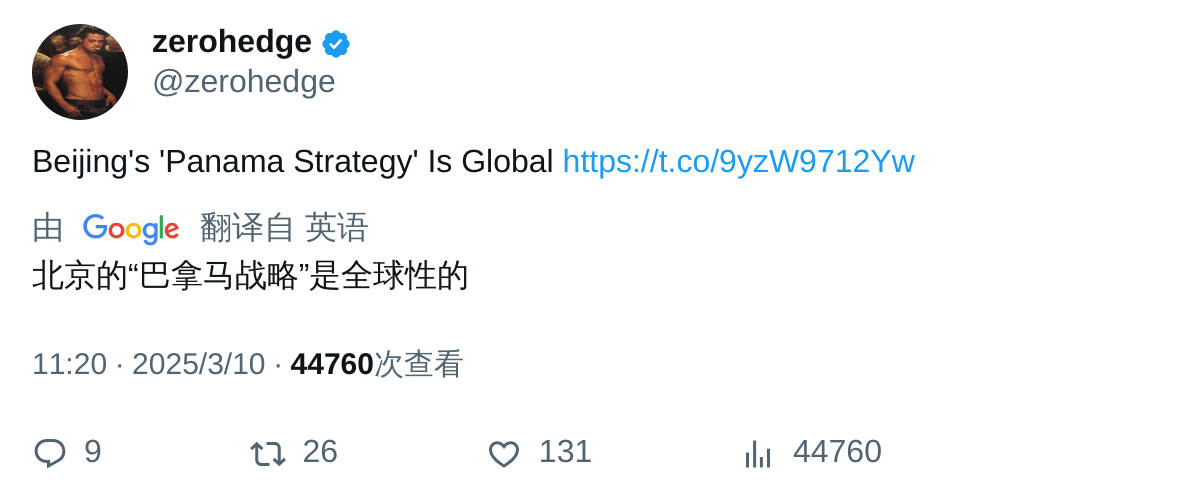 zerohedge
@zerohedge
Beijing's 'Panama Strategy' Is Global https://t.co/9yzW9712Yw
由 Google 翻译自 英语
北京的“巴拿马战略”是全球性的
11:20 · 2025/3/10 · 44760次查看
9 26 131 44760